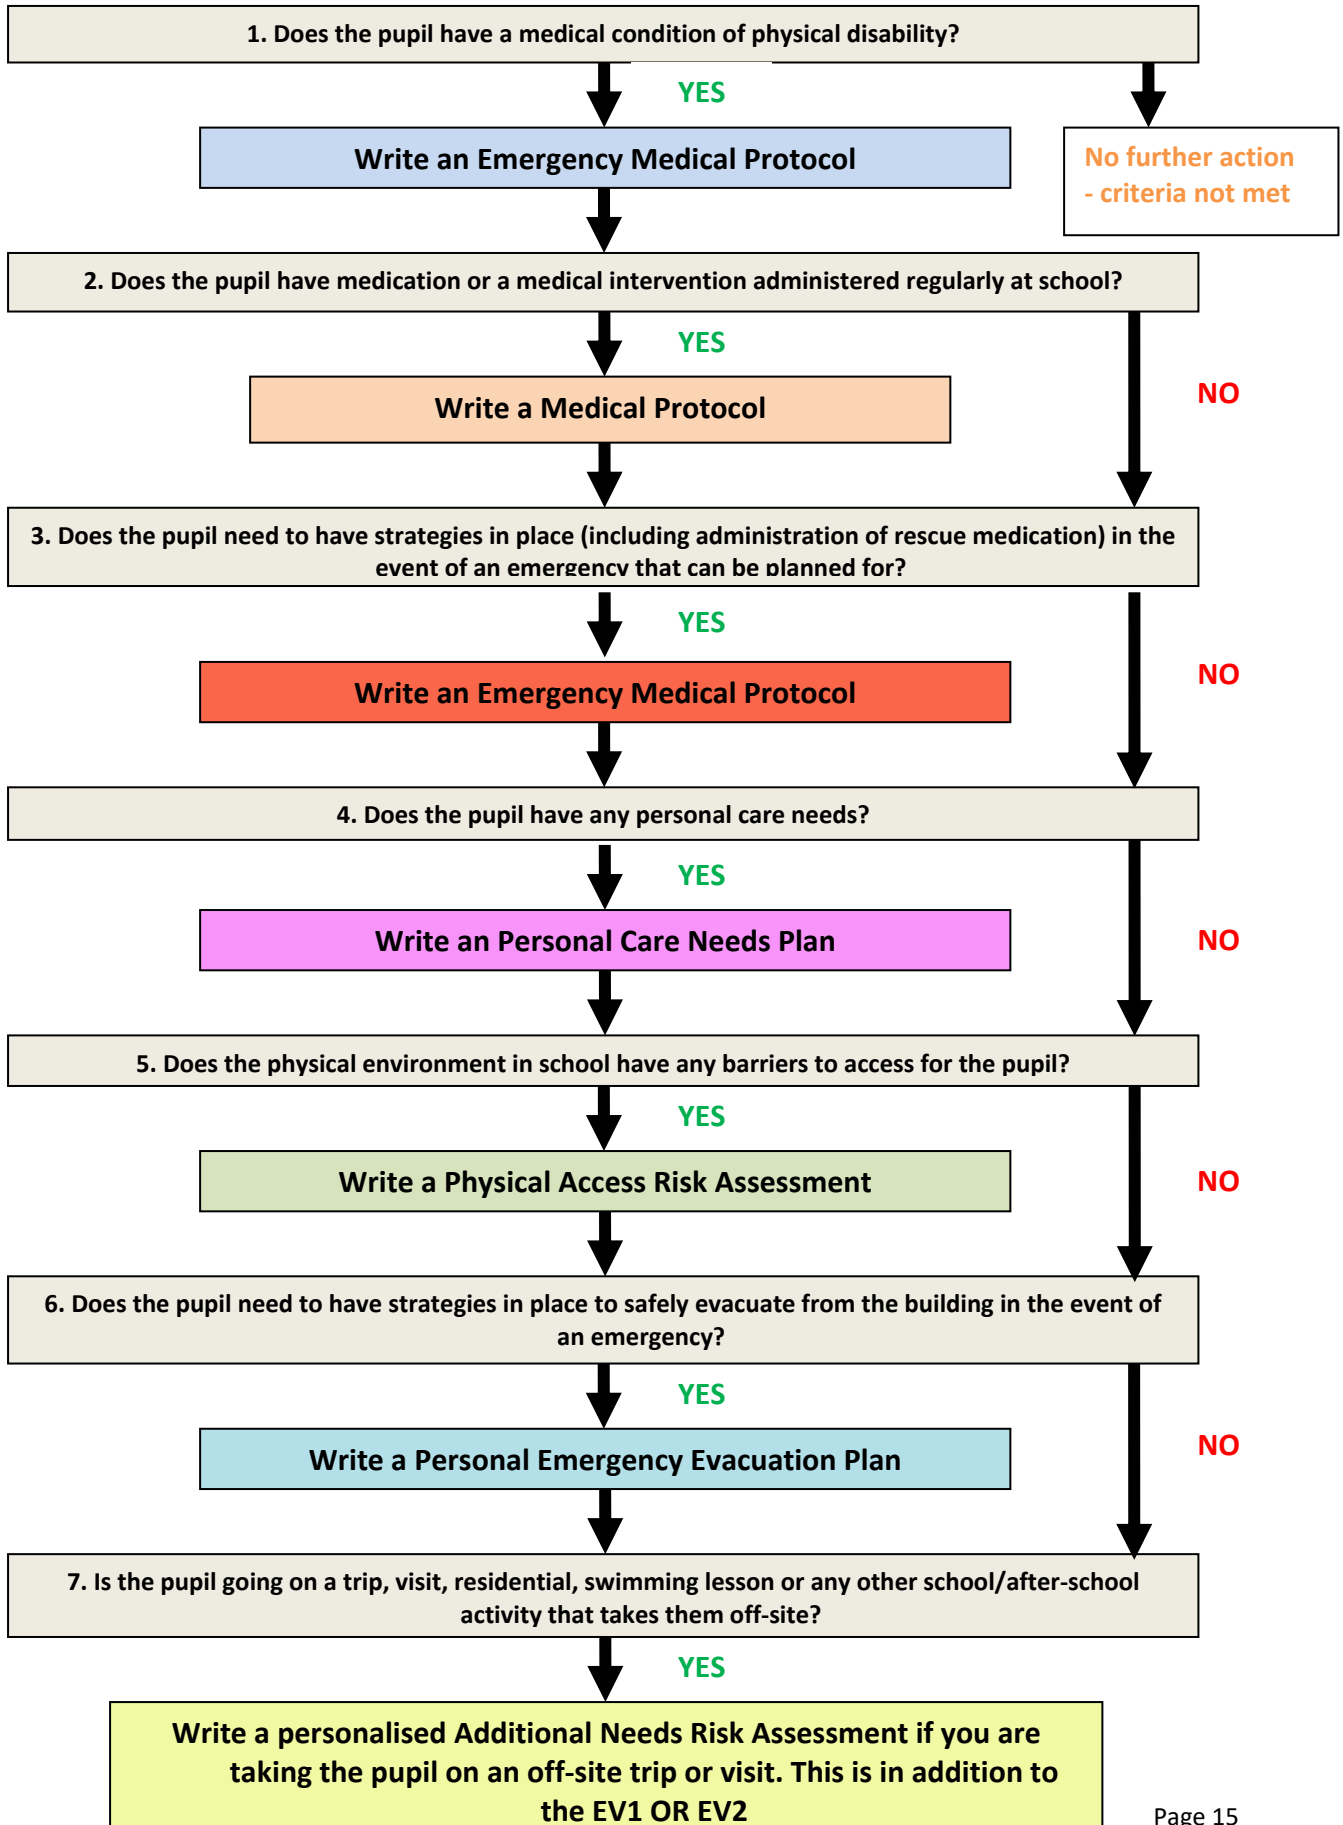 1. Does the pupil have a medical condition of physical disability?
YES
Write an Emergency Medical Protocol
No further action
- criteria not met
2. Does the pupil have medication or a medical intervention administered regularly at school?
YES
NO
Write a Medical Protocol
3. Does the pupil need to have strategies in place (including administration of rescue medication) in the
event of an emergency that can be planned for?
YES
NO
Write an Emergency Medical Protocol
4. Does the pupil have any personal care needs?
YES
Write an Personal Care Needs Plan
NO
5. Does the physical environment in school have any barriers to access for the pupil?
YES
Write a Physical Access Risk Assessment
NO
6. Does the pupil need to have strategies in place to safely evacuate from the building in the event of
an emergency?
YES
NO
Write a Personal Emergency Evacuation Plan
7. Is the pupil going on a trip, visit, residential, swimming lesson or any other school/after-school
activity that takes them off-site?
YES
Write a personalised Additional Needs Risk Assessment if you are
taking the pupil on an off-site trip or visit. This is in addition to
the EV1 OR EV2
Page 15